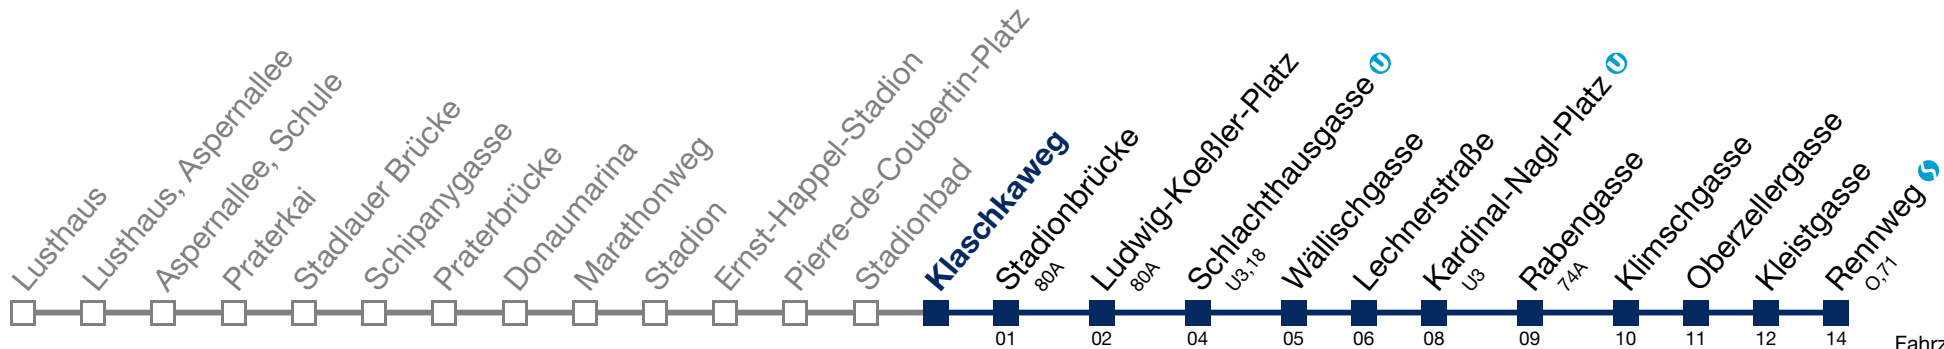 Lusthaus
Lusthaus, Aspernallee
Aspernallee, Schule
Praterkai
Stadlauer Brücke
Schipanygasse
Praterbrücke
Donaumarina
Marathonweg
Stadion
Ernst-Happel-Stadion
Pierre-de-Coubertin-Platz
Stadionbad
Klaschkaweg
Stadionbrücke
80A
Ludwig-Koeßler-Platz
80A
Schlachthausgasse U
U3,18
Wällischgasse
Lechnerstraße
Kardinal-Nagl-Platz U
U3
Rabengasse
74A
Klimschgasse
Oberzellergasse
Kleistgasse
Rennweg S
O,71
01 02 04 05 06 08 09 10 11 12 14
Fahrz